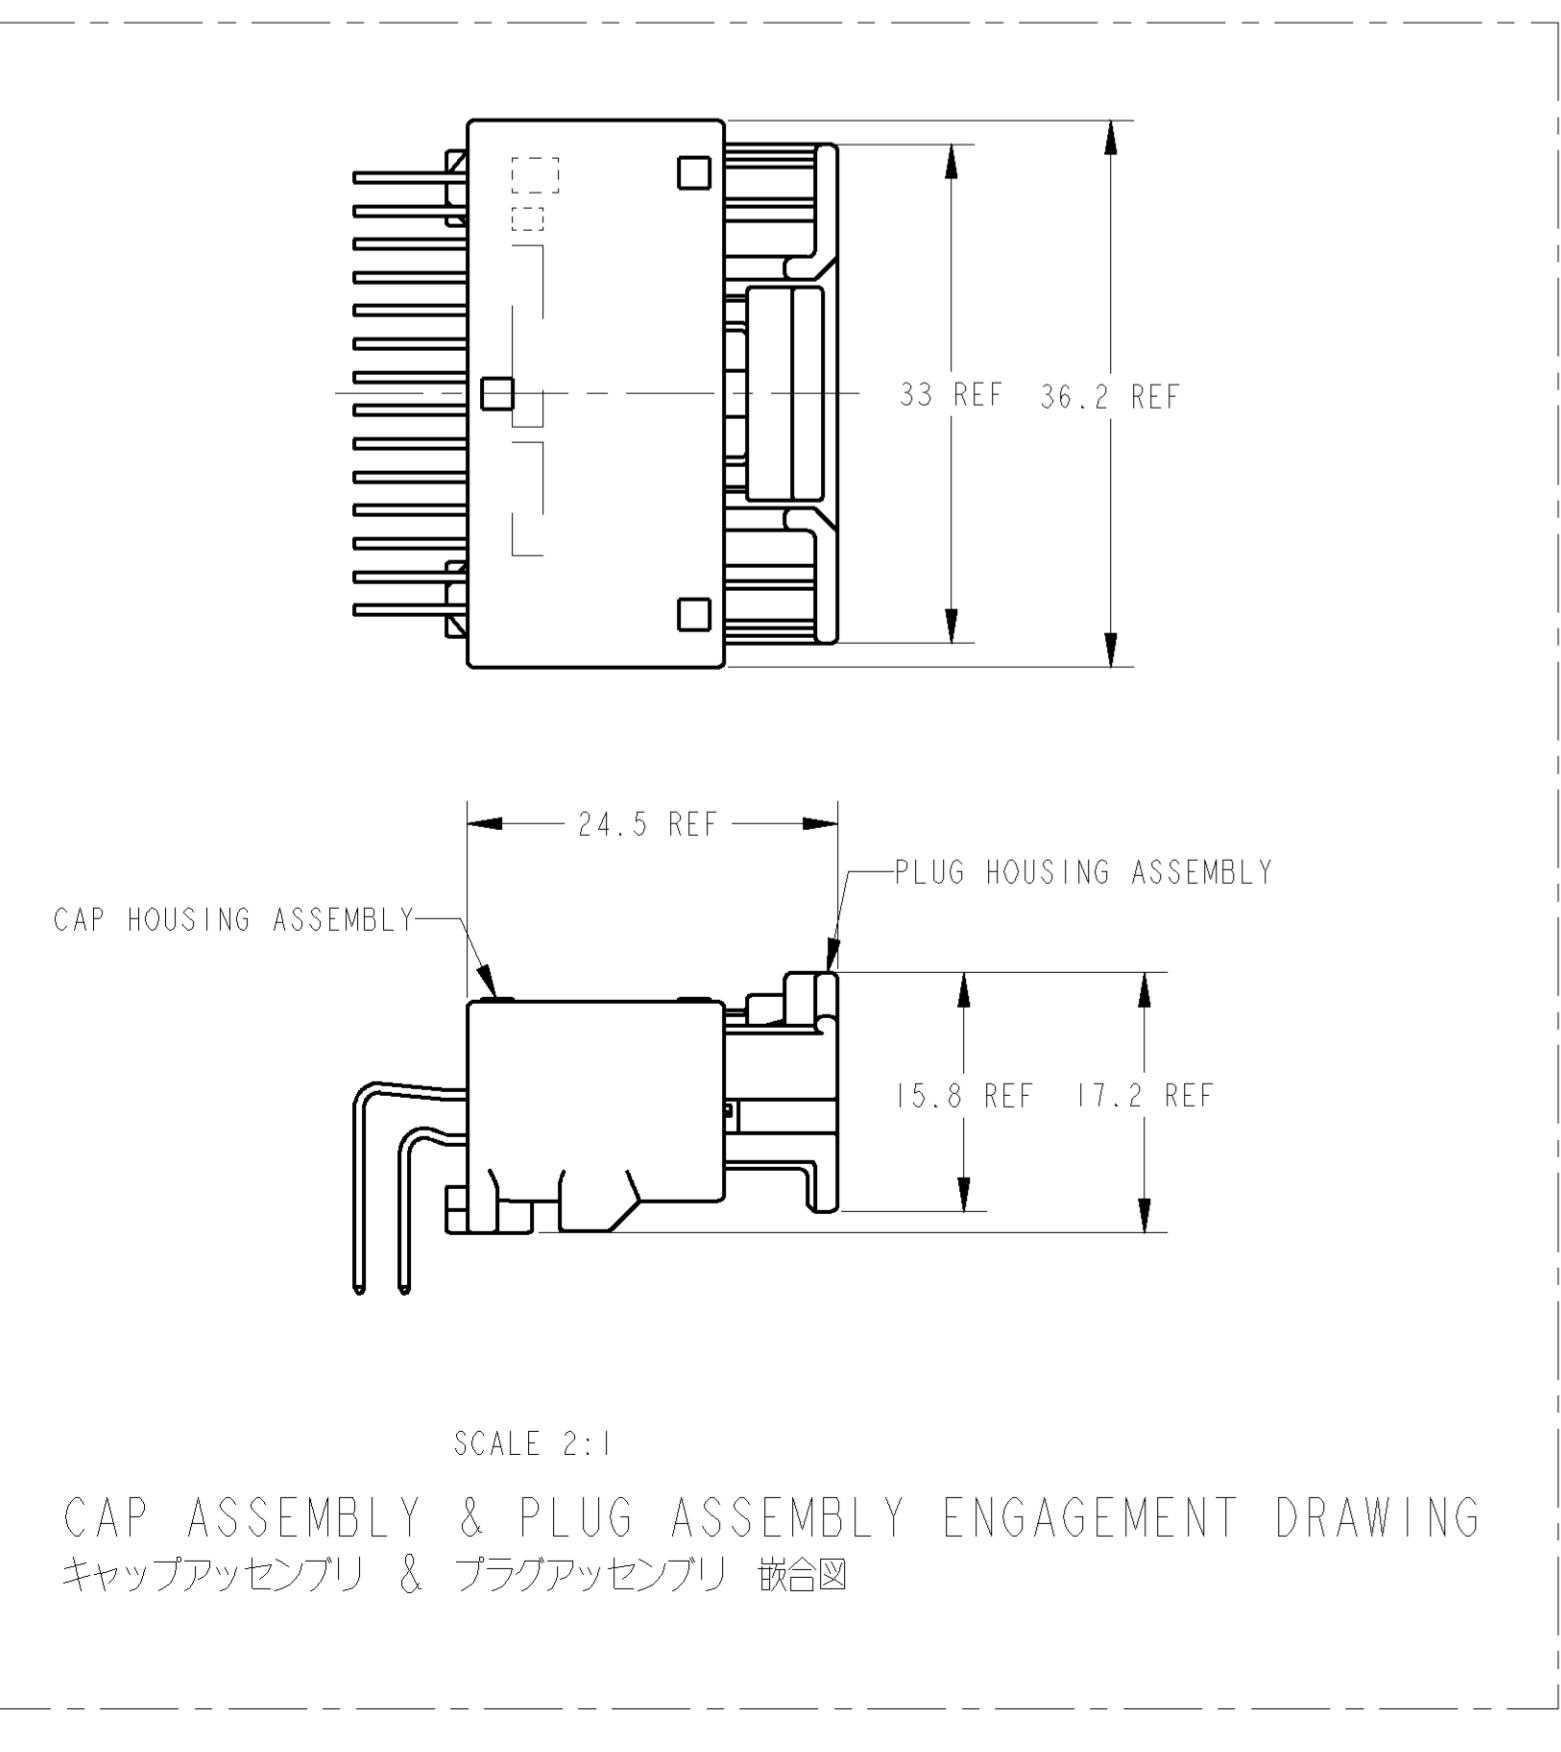 33 REF 36.2 REF
24.5 REF
PLUG HOUSING ASSEMBLY
CAP HOUSING ASSEMBLY
15.8 REF 17.2 REF
SCALE 2:1
CAP ASSEMBLY & PLUG ASSEMBLY ENGAGEMENT DRAWING
キャップアッセンブリ & プラグアッセンブリ 嵌合図